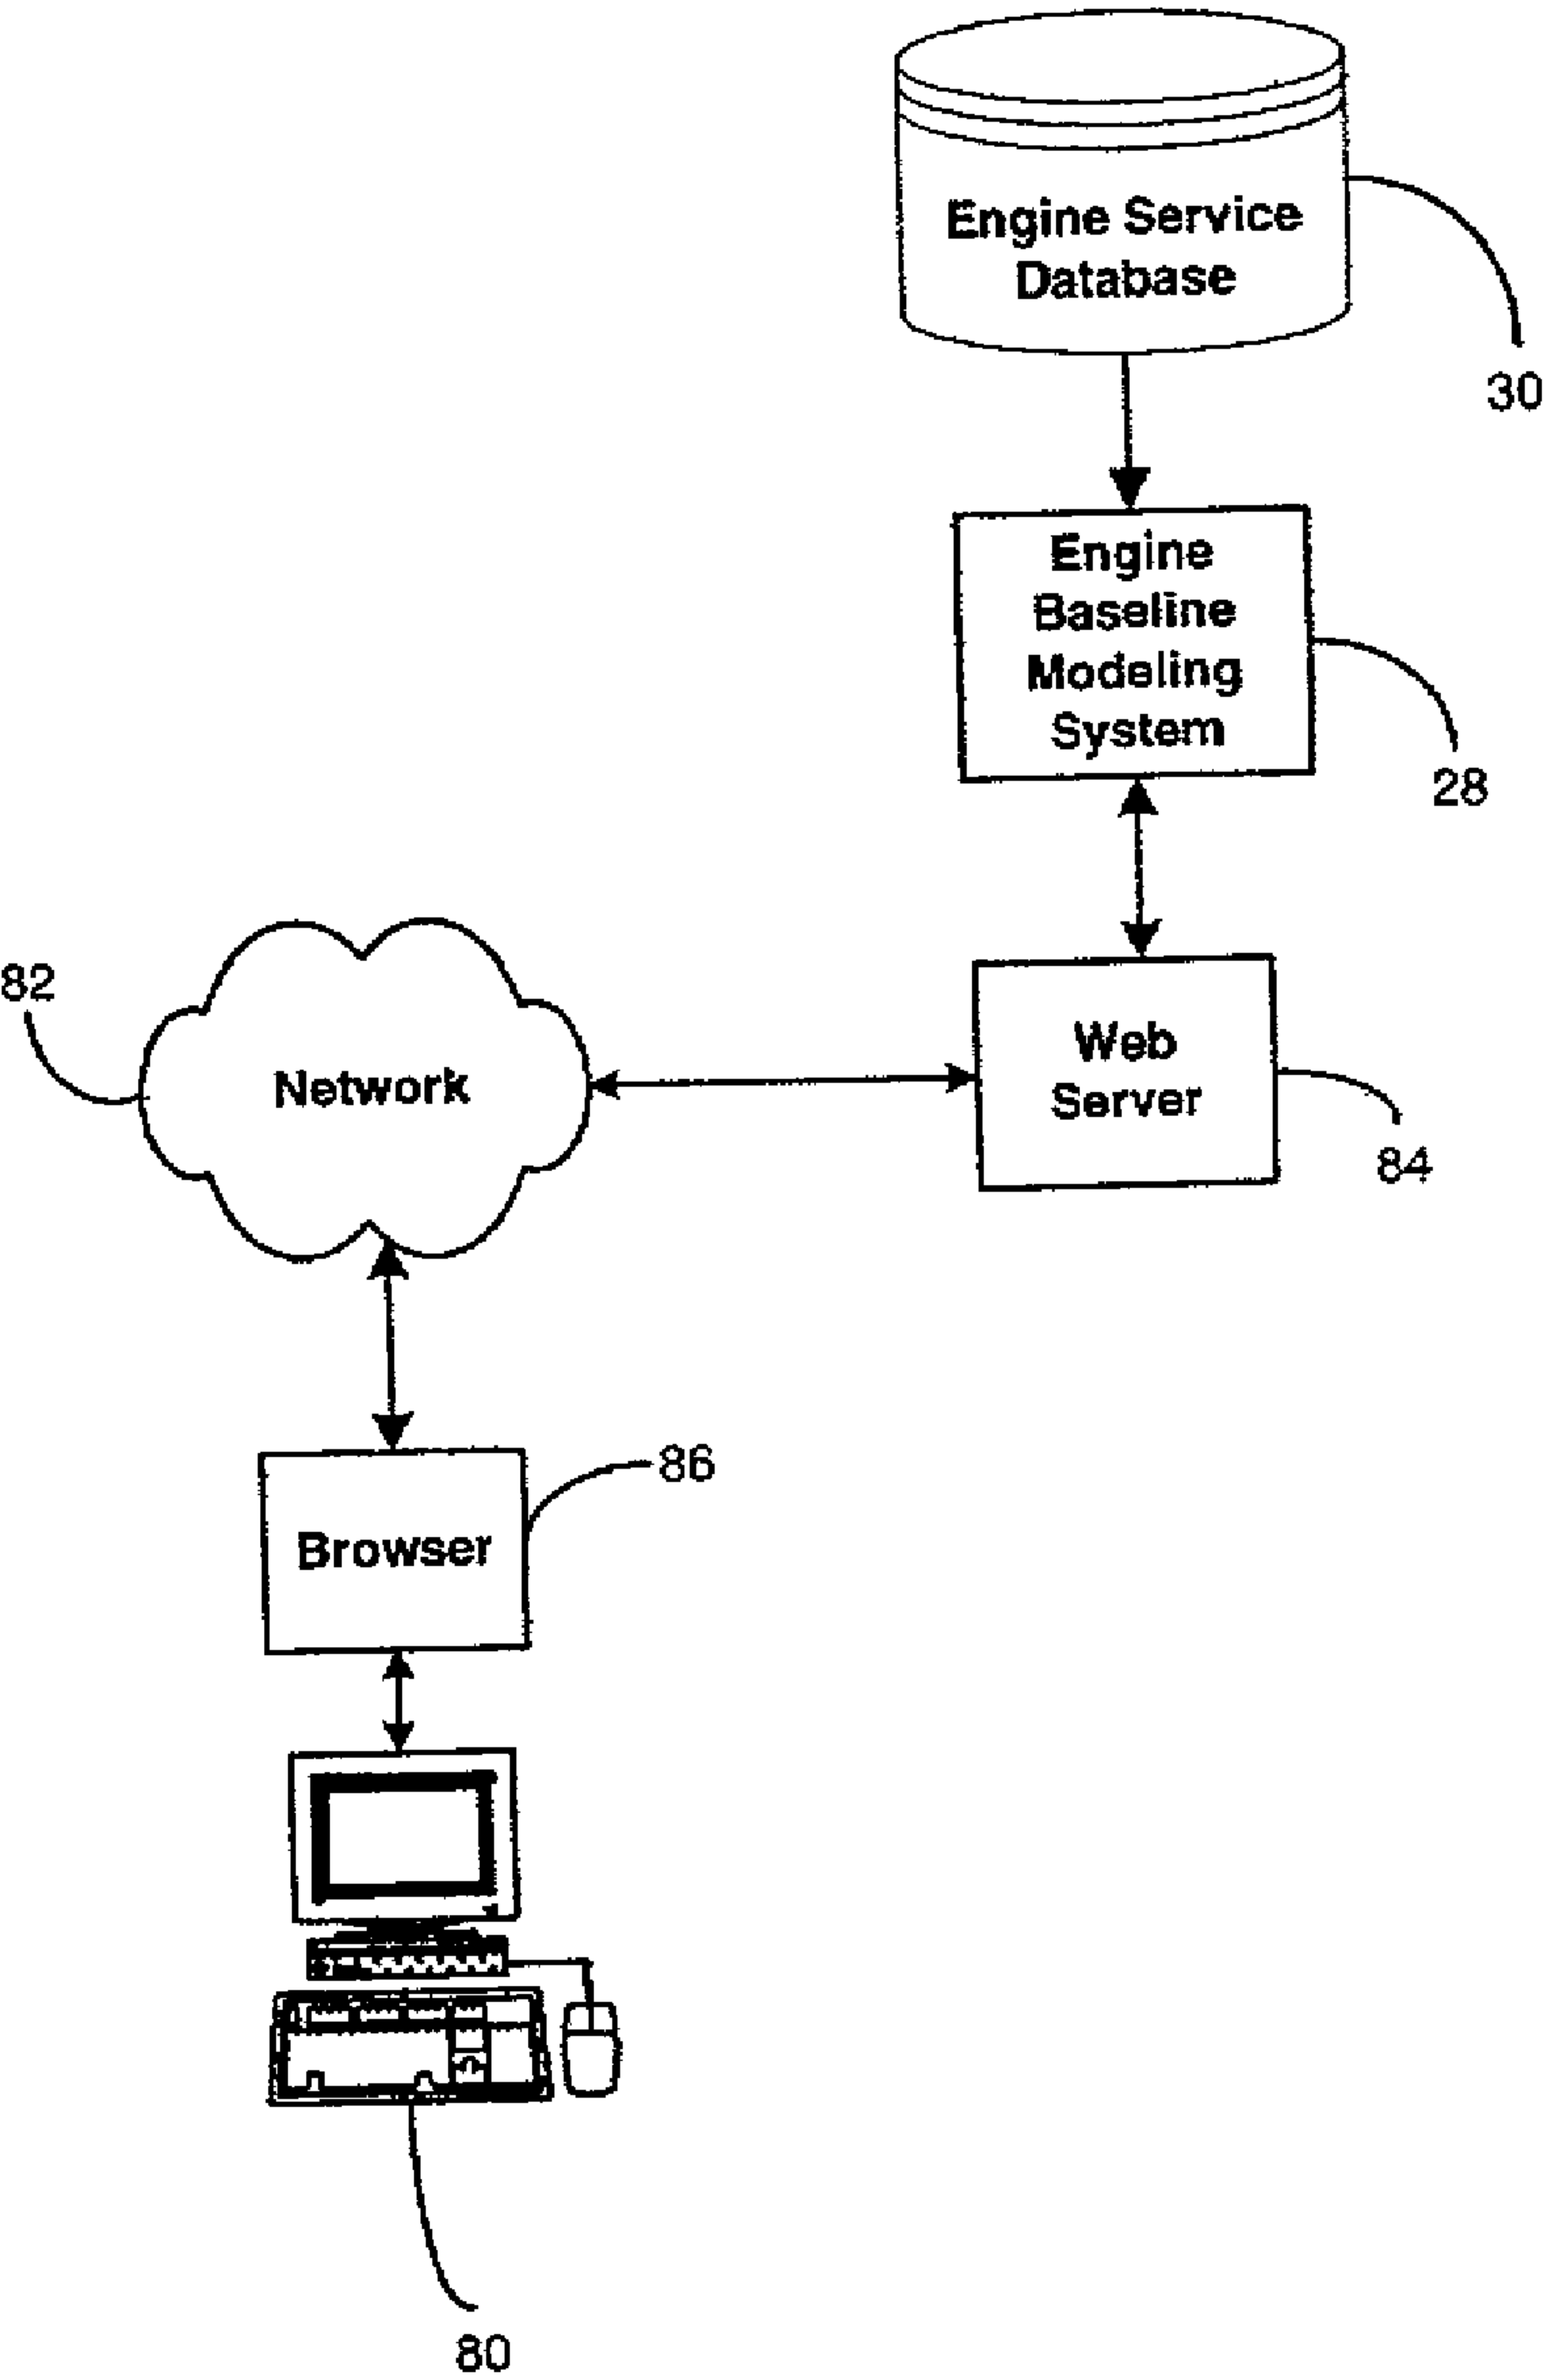 Engine Service
Database
30
Engine
Baseline
Modeling
System
28
82
Network
Web
Server
84
86
Browser
80